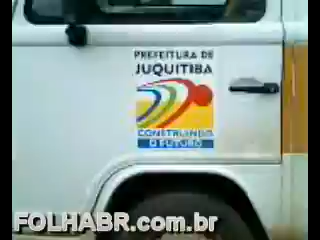 PREFEITURA DE
JUQUITIBA
CONSTRUINDO
O FUTURO
FOLHABR.com.br